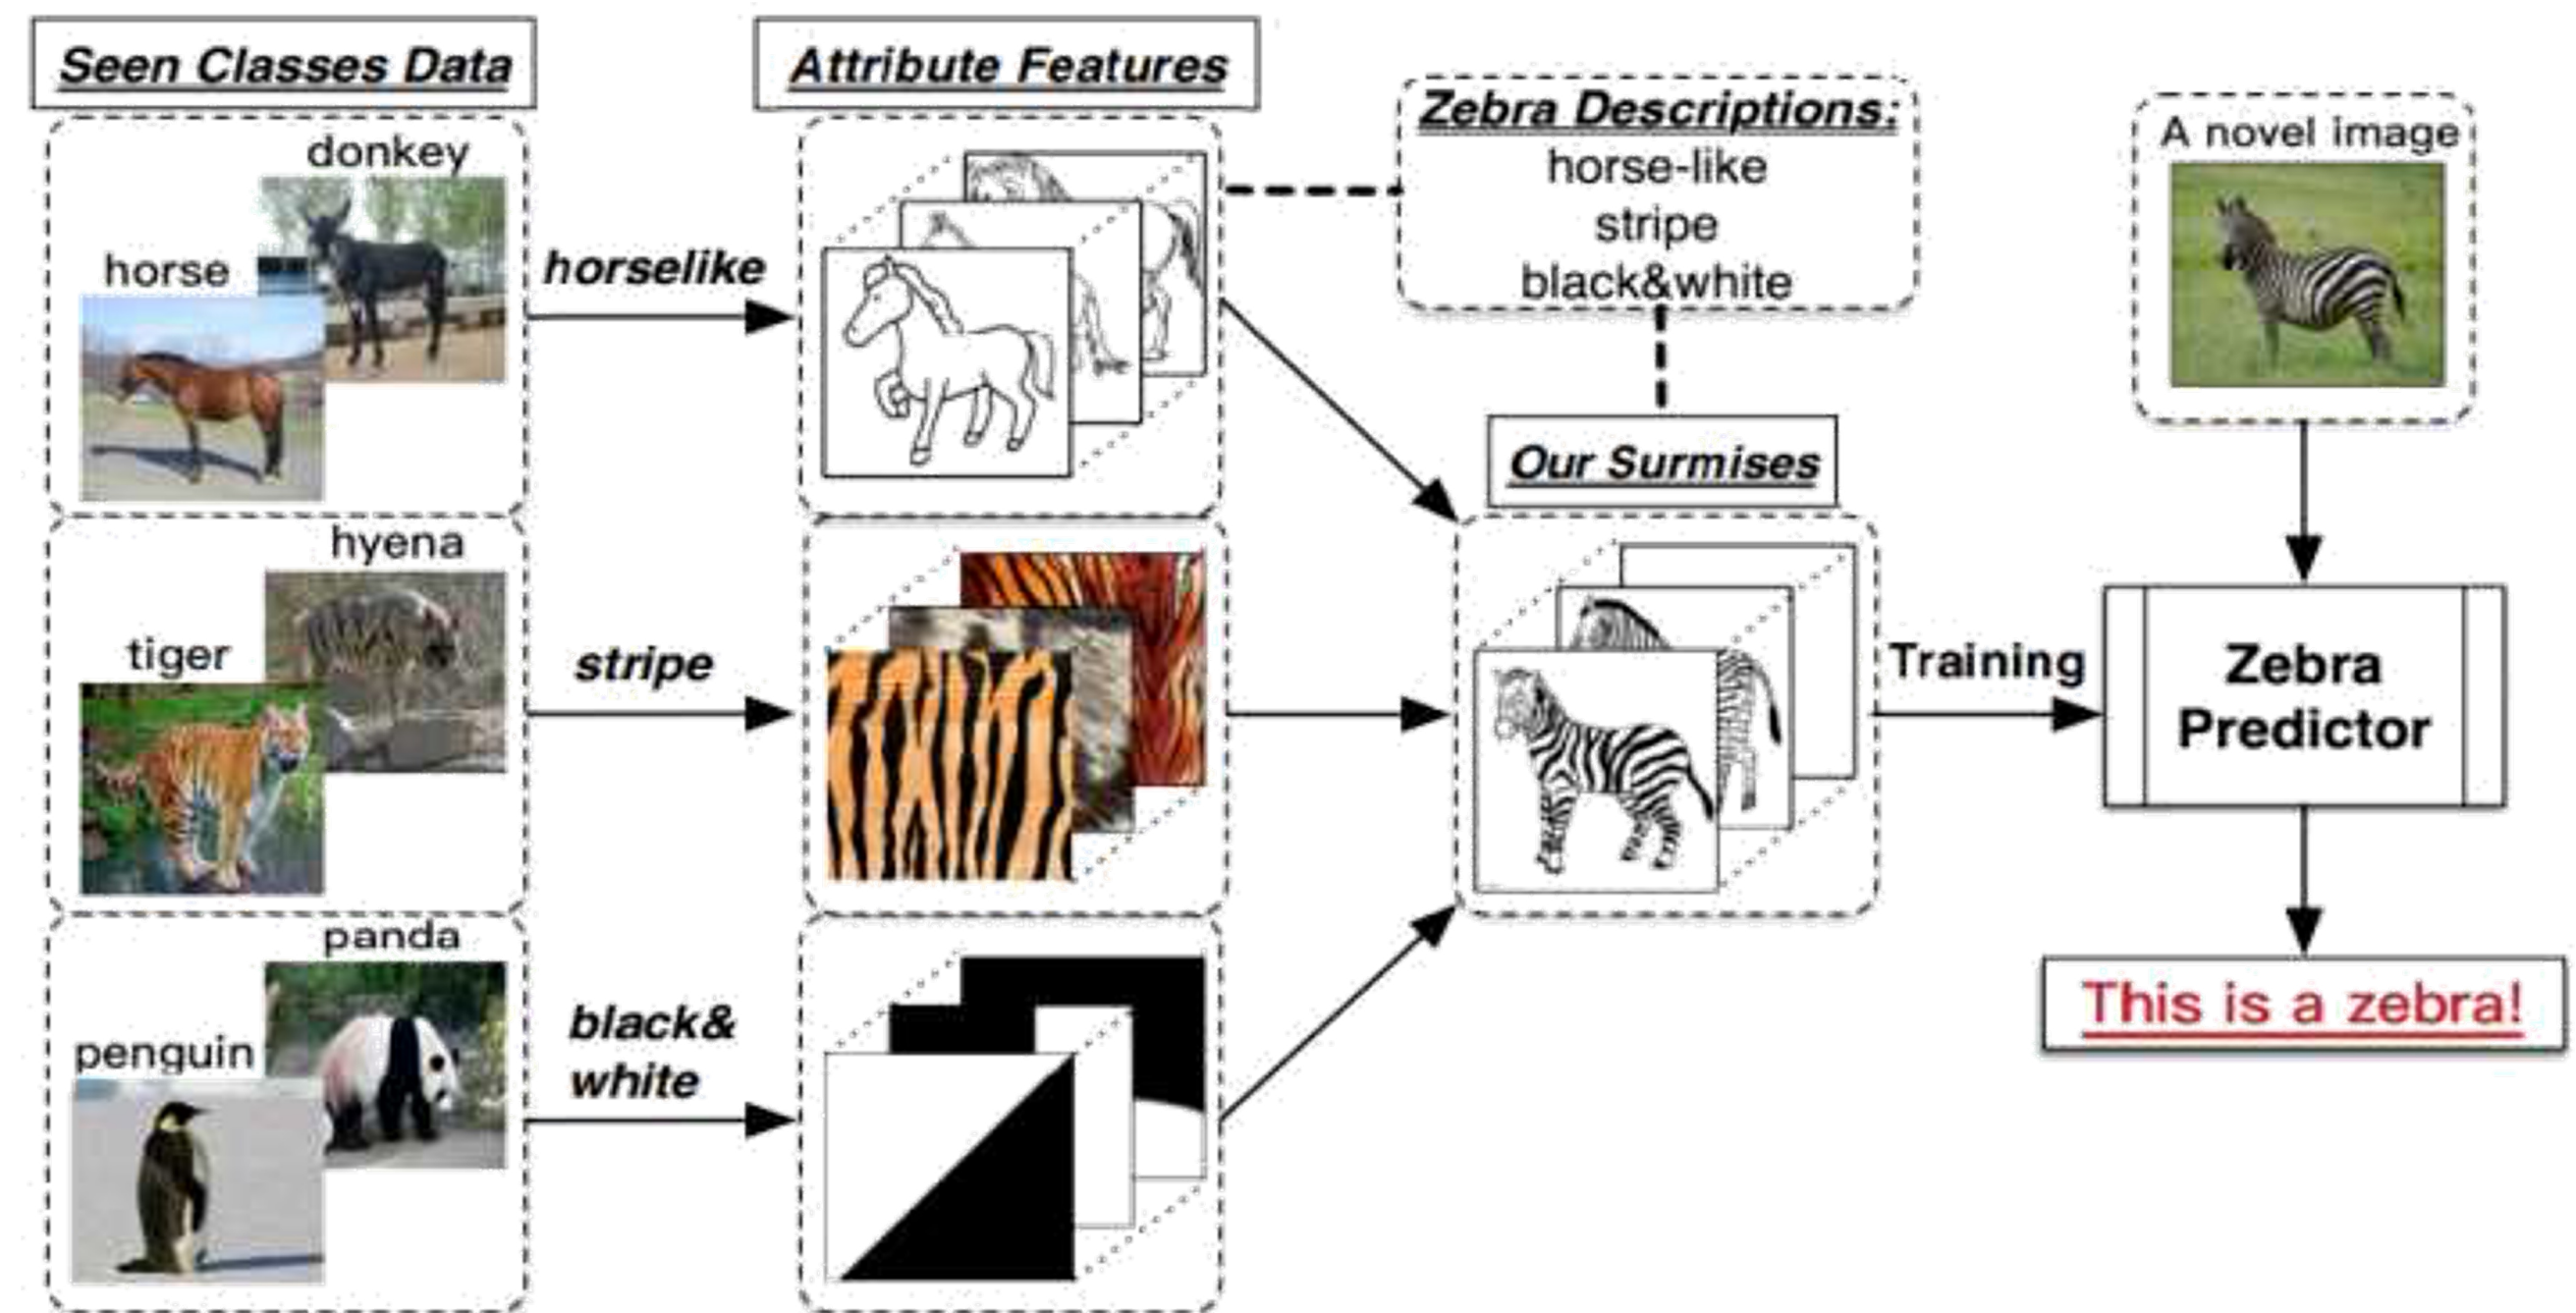 Seen Classes Data
donkey
horse
horselike
hyena
tiger
stripe
panda
penguin
black&
white
Attribute Features
Zebra Descriptions:
horse-like
stripe
black&white
Our Surmises
Training
A novel image
Zebra
Predictor
This is a zebra!